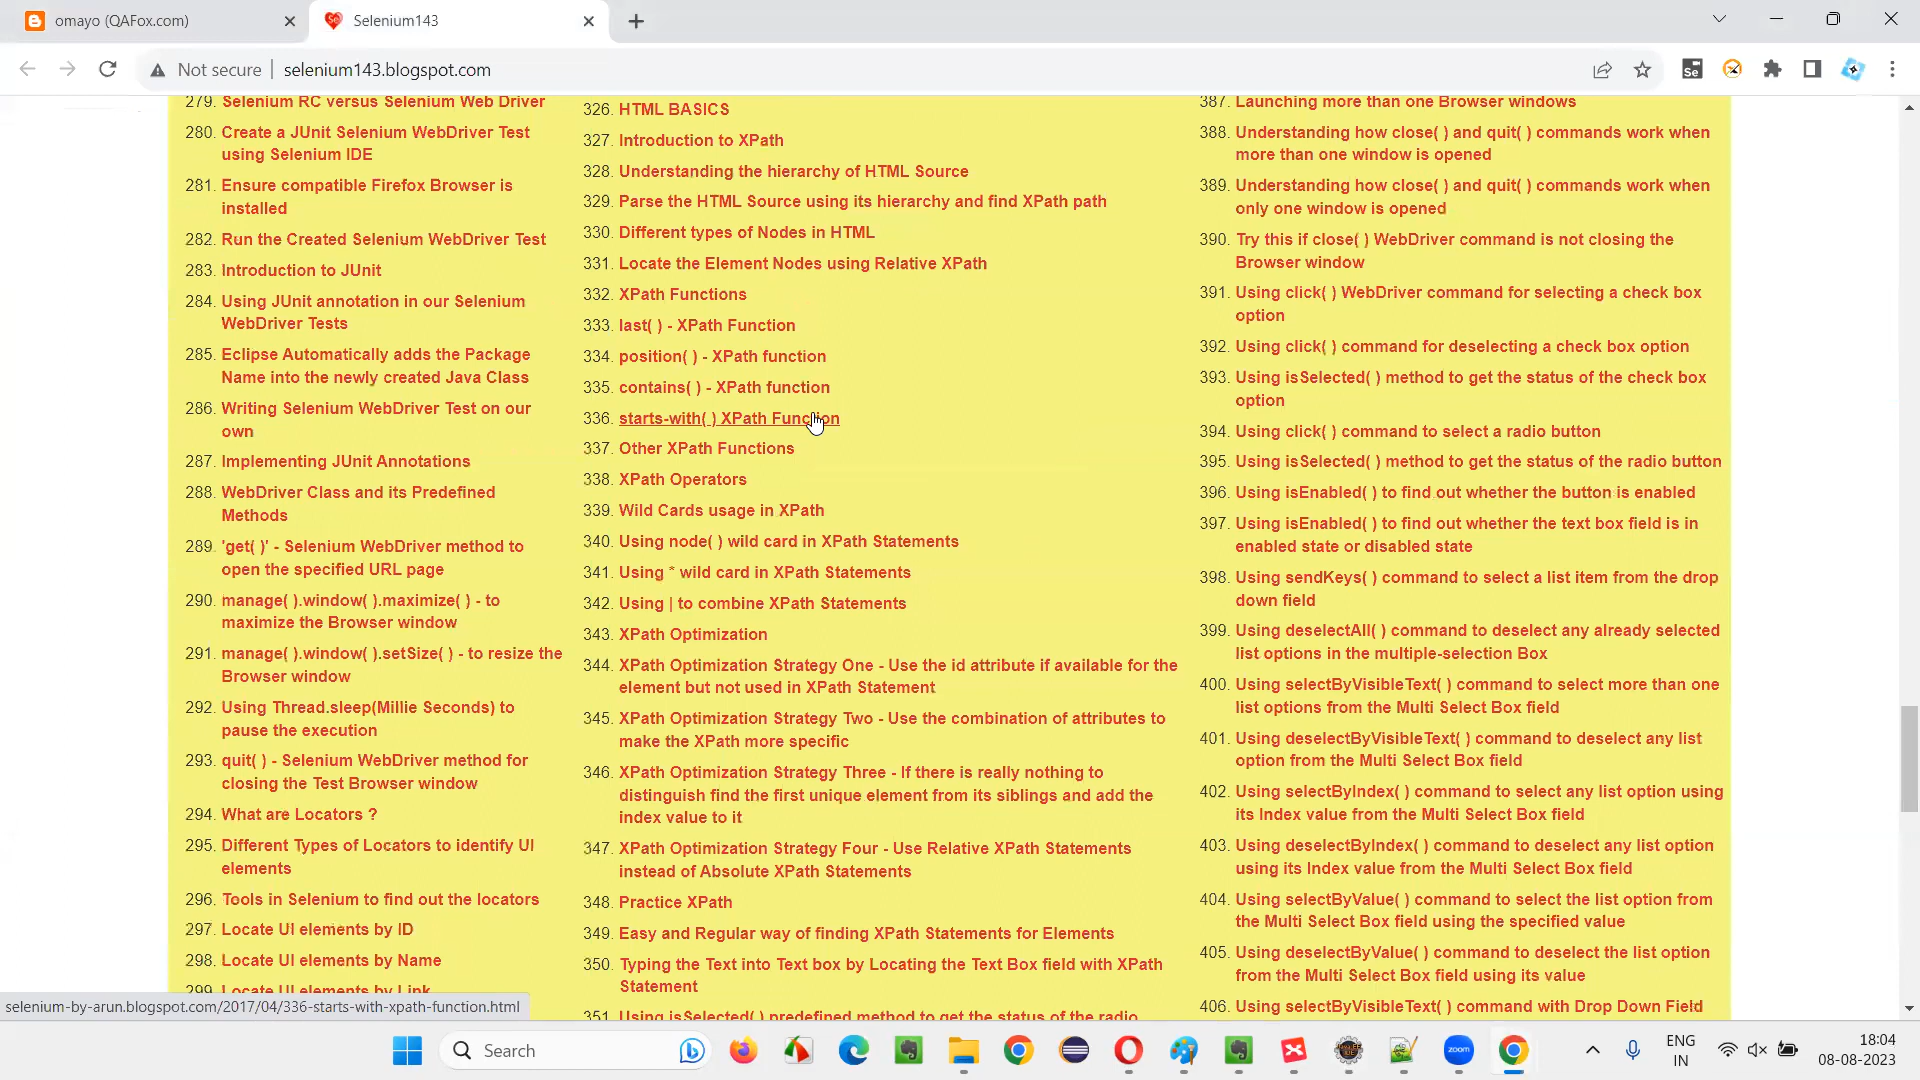 omayo (QAFox.com)
Selenium143
Not secure
selenium143.blogspot.com
279. Selenium RC versus Selenium Web Driver
280. Create a JUnit Selenium WebDriver Test
using Selenium IDE
281. Ensure compatible Firefox Browser is
installed
282. Run the Created Selenium WebDriver Test
283. Introduction to JUnit
284. Using JUnit annotation in our Selenium
WebDriver Tests
285. Eclipse Automatically adds the Package
Name into the newly created Java Class
286. Writing Selenium WebDriver Test on our
own
287. Implementing JUnit Annotations
288. WebDriver Class and its Predefined
Methods
289. 'get( )' - Selenium WebDriver method to
open the specified URL page
290. manage( ).window( ).maximize( ) - to
maximize the Browser window
291. manage( ).window( ).setSize( ) - to resize the
Browser window
292. Using Thread.sleep(Millie Seconds) to
pause the execution
293. quit( ) - Selenium WebDriver method for
closing the Test Browser window
294. What are Locators ?
295. Different Types of Locators to identify UI
elements
296. Tools in Selenium to find out the locators
297. Locate UI elements by ID
298. Locate UI elements by Name
299. Locate UI elements by Link
326. HTML BASICS
327. Introduction to XPath
328. Understanding the hierarchy of HTML Source
329. Parse the HTML Source using its hierarchy and find XPath path
330. Different types of Nodes in HTML
331. Locate the Element Nodes using Relative XPath
332. XPath Functions
333. last( ) - XPath Function
334. position( ) - XPath function
335. contains( ) - XPath function
336. starts-with( ) XPath Function
337. Other XPath Functions
338. XPath Operators
339. Wild Cards usage in XPath
340. Using node( ) wild card in XPath Statements
341. Using * wild card in XPath Statements
342. Using | to combine XPath Statements
343. XPath Optimization
344. XPath Optimization Strategy One - Use the id attribute if available for the
element but not used in XPath Statement
345. XPath Optimization Strategy Two - Use the combination of attributes to
make the XPath more specific
346. XPath Optimization Strategy Three - If there is really nothing to
distinguish find the first unique element from its siblings and add the
index value to it
347. XPath Optimization Strategy Four - Use Relative XPath Statements
instead of Absolute XPath Statements
348. Practice XPath
349. Easy and Regular way of finding XPath Statements for Elements
350. Typing the Text into Text box by Locating the Text Box field with XPath
Statement
351. Using isSelected( ) predefined method to get the status of the radio
387. Launching more than one Browser windows
388. Understanding how close( ) and quit( ) commands work when
more than one window is opened
389. Understanding how close( ) and quit( ) commands work when
only one window is opened
390. Try this if close( ) WebDriver command is not closing the
Browser window
391. Using click( ) WebDriver command for selecting a check box
option
392. Using click( ) command for deselecting a check box option
393. Using isSelected( ) method to get the status of the check box
option
394. Using click( ) command to select a radio button
395. Using isSelected( ) method to get the status of the radio button
396. Using isEnabled( ) to find out whether the button is enabled
397. Using isEnabled( ) to find out whether the text box field is in
enabled state or disabled state
398. Using sendKeys( ) command to select a list item from the drop
down field
399. Using deselectAll( ) command to deselect any already selected
list options in the multiple-selection Box
400. Using selectByVisibleText( ) command to select more than one
list options from the Multi Select Box field
401. Using deselectByVisibleText( ) command to deselect any list
option from the Multi Select Box field
402. Using selectByIndex( ) command to select any list option using
its Index value from the Multi Select Box field
403. Using deselectByIndex( ) command to deselect any list option
using its Index value from the Multi Select Box field
404. Using selectByValue( ) command to select the list option from
the Multi Select Box field using the specified value
405. Using deselectByValue( ) command to deselect the list option
from the Multi Select Box field using its value
406. Using selectByVisibleText( ) command with Drop Down Field
selenium-by-arun.blogspot.com/2017/04/336-starts-with-xpath-function.html
Search
zoom
ENG
IN
18:04
08-08-2023